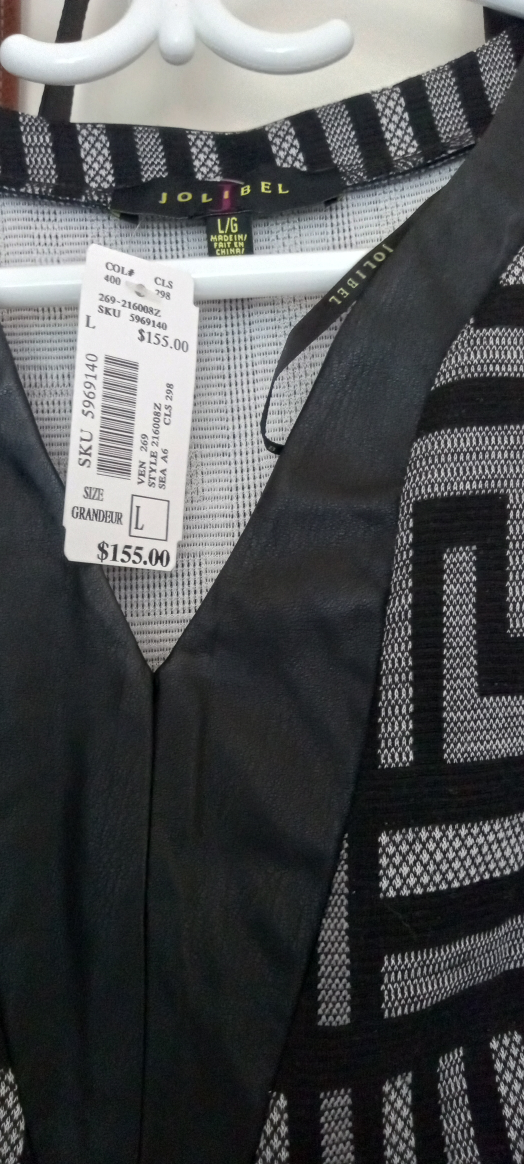 JOLIBEL
L/G
MADE IN/
FAIT EN
CHINA/
JOLIBEL
COL# CLS
400 298
269-216008Z
SKU 5969140
L $155.00
SKU 5969140
VEN 269
STYLE 216008Z
SEA A6 CLS 298
SIZE
GRANDEUR L
$155.00